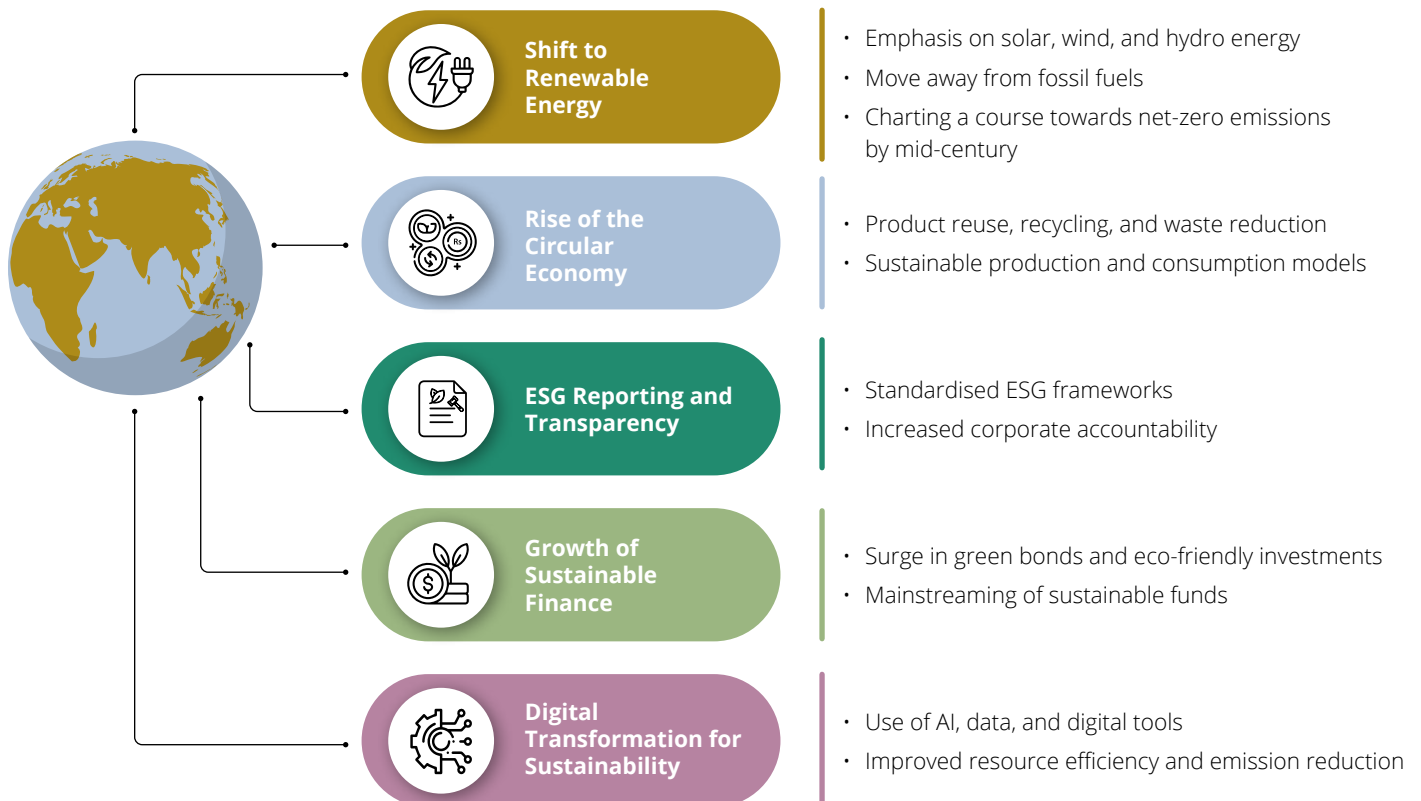 Shift to
Renewable
Energy
• Emphasis on solar, wind, and hydro energy
• Move away from fossil fuels
• Charting a course towards net-zero emissions
by mid-century
Rise of the
Circular
Economy
Rs
• Product reuse, recycling, and waste reduction
• Sustainable production and consumption models
ESG Reporting and
Transparency
• Standardised ESG frameworks
• Increased corporate accountability
Growth of
Sustainable
Finance
$
• Surge in green bonds and eco-friendly investments
• Mainstreaming of sustainable funds
Digital
Transformation for
Sustainability
• Use of AI, data, and digital tools
• Improved resource efficiency and emission reduction